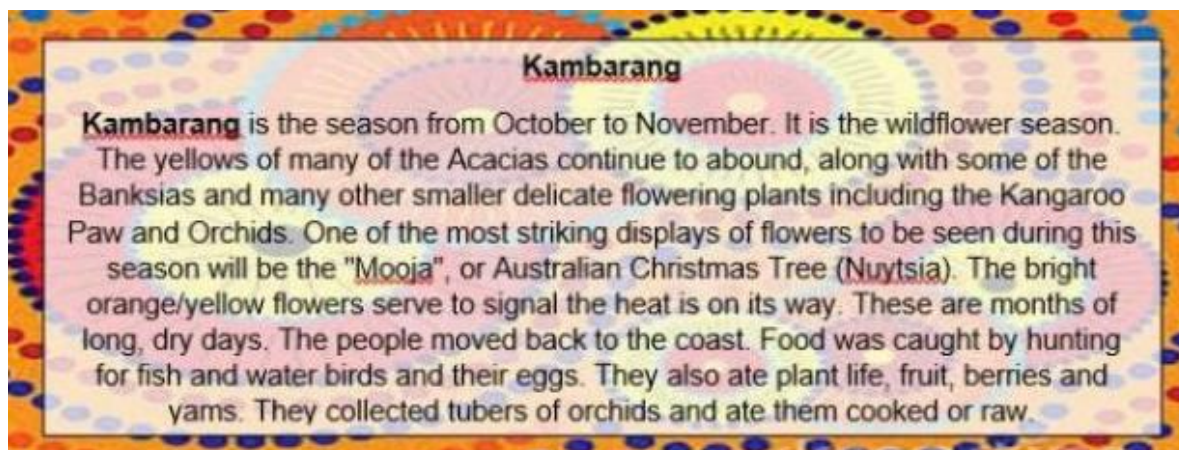 Kambarang
Kambarang is the season from October to November. It is the wildflower season.
The yellows of many of the Acacias continue to abound, along with some of the
Banksias and many other smaller delicate flowering plants including the Kangaroo
Paw and Orchids. One of the most striking displays of flowers to be seen during this
season will be the "Mooja", or Australian Christmas Tree (Nuytsia). The bright
orange/yellow flowers serve to signal the heat is on its way. These are months of
long, dry days. The people moved back to the coast. Food was caught by hunting
for fish and water birds and their eggs. They also ate plant life, fruit, berries and
yams. They collected tubers of orchids and ate them cooked or raw.